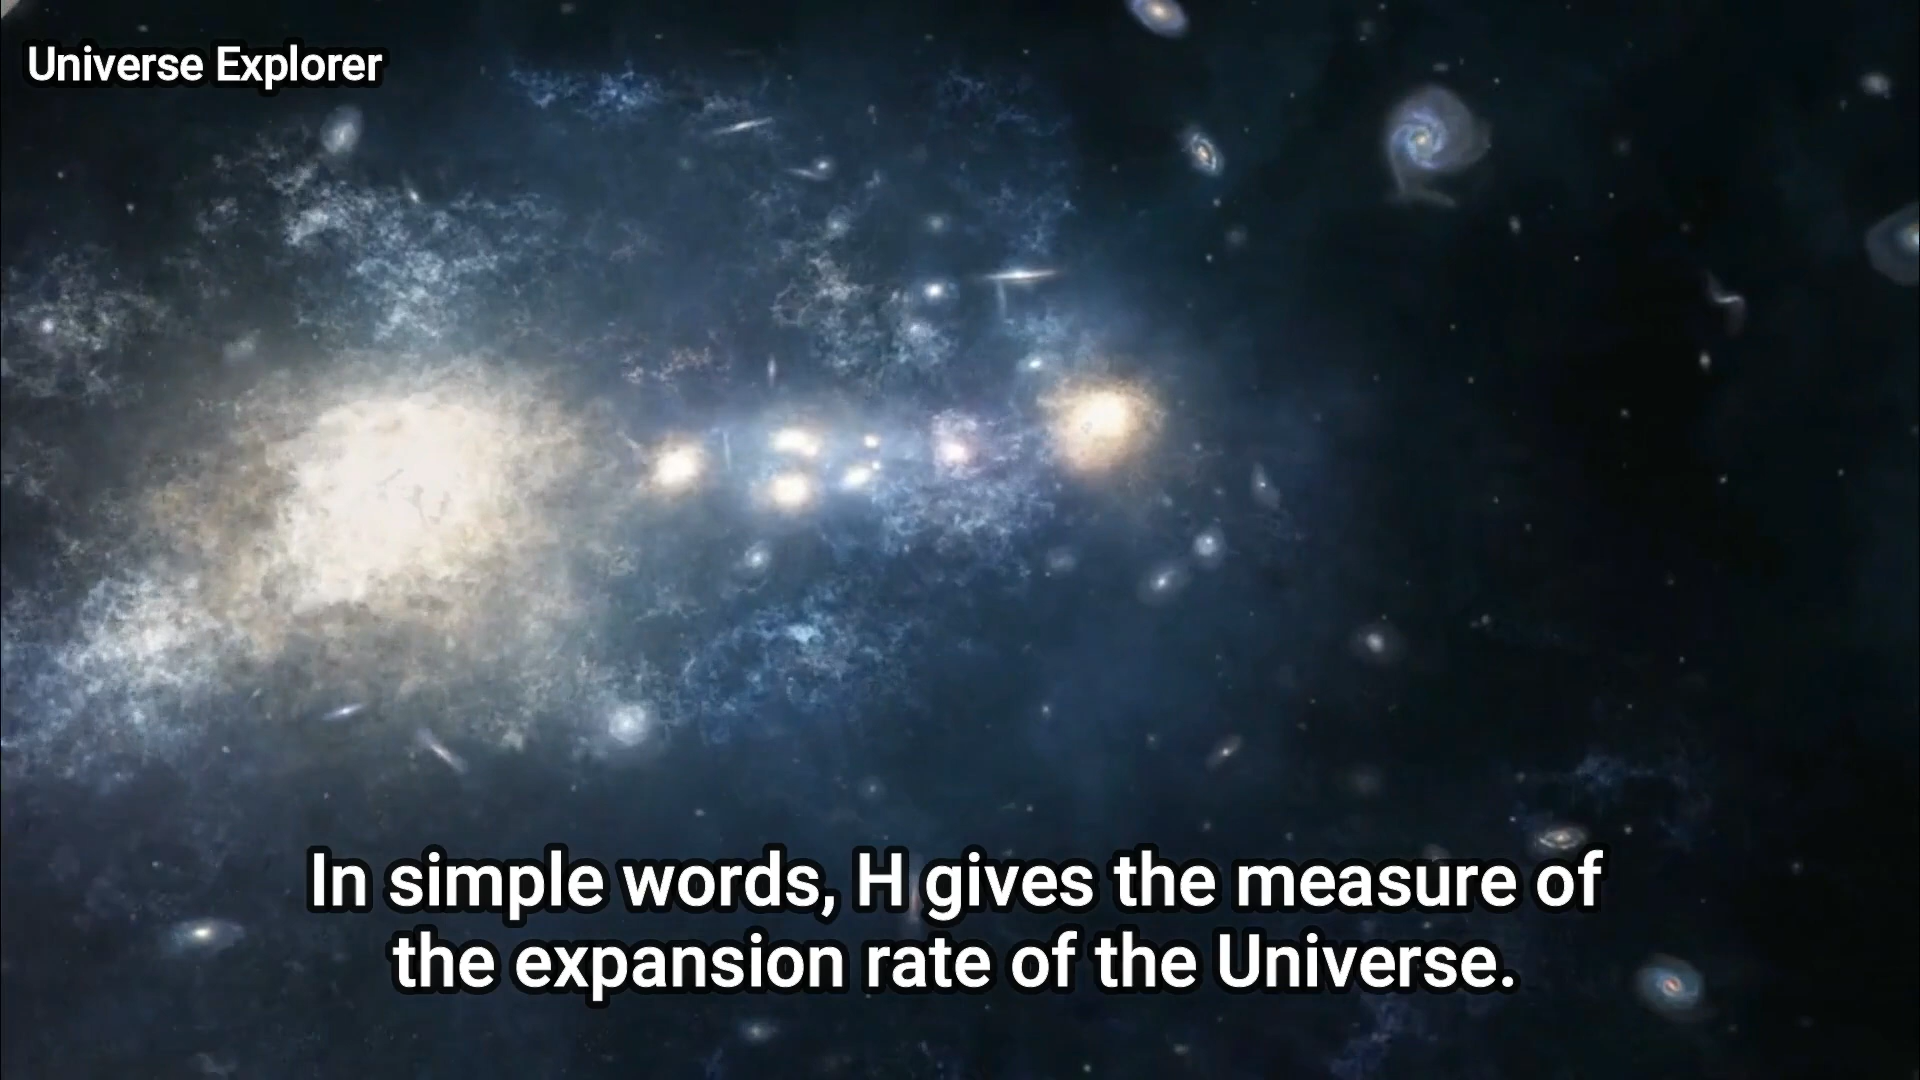 Universe Explorer
In simple words, H gives the measure of
the expansion rate of the Universe.